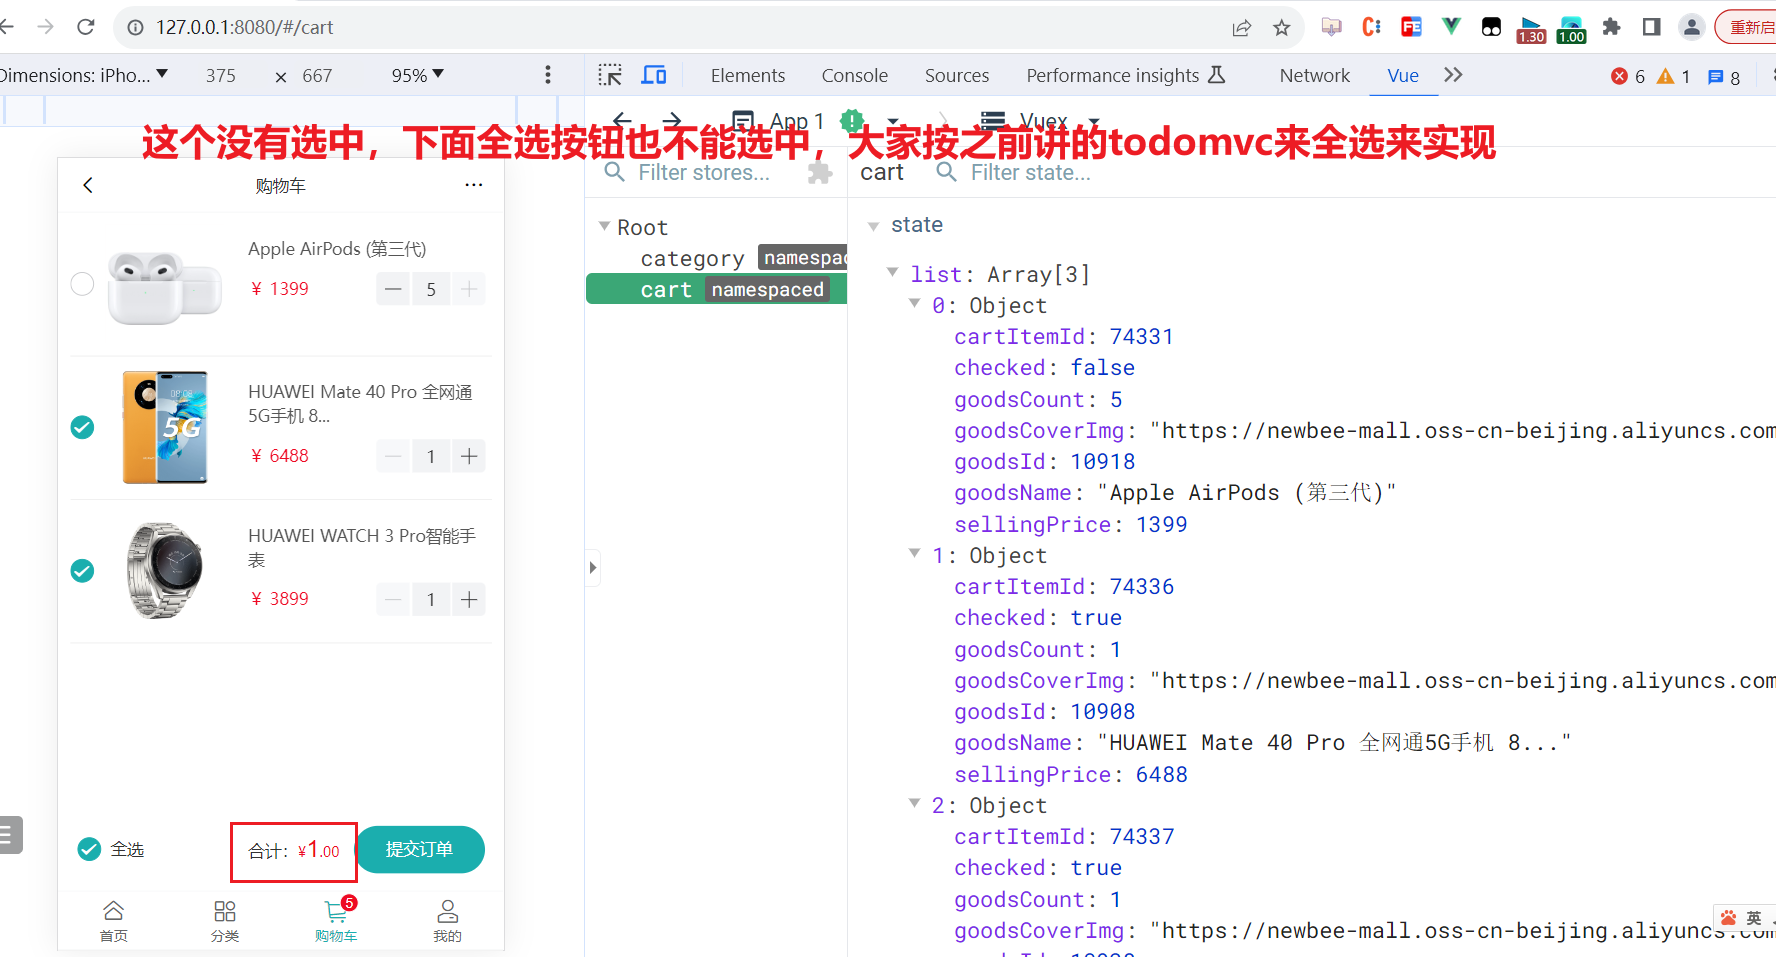 127.0.0.1:8080/#/cart
1.30
1.00
重新启
Dimensions: iPho...
375
×
667
95%
Elements
Console
Sources
Performance insights
Network
Vue
6
1
8
App 1
Vuex
这个没有选中，下面全选按钮也不能选中，大家按之前讲的todomvc来全选来实现
Filter stores...
cart
Filter state...
购物车
Root
category
namespac
cart
namespaced
state
list: Array[3]
0: Object
cartItemId: 74331
checked: false
goodsCount: 5
goodsCoverImg: "https://newbee-mall.oss-cn-beijing.aliyuncs.com
goodsId: 10918
goodsName: "Apple AirPods (第三代)"
sellingPrice: 1399
1: Object
cartItemId: 74336
checked: true
goodsCount: 1
goodsCoverImg: "https://newbee-mall.oss-cn-beijing.aliyuncs.com
goodsId: 10908
goodsName: "HUAWEI Mate 40 Pro 全网通5G手机 8..."
sellingPrice: 6488
2: Object
cartItemId: 74337
checked: true
goodsCount: 1
goodsCoverImg: "https://newbee-mall.oss-cn-beijing.aliyuncs.com
Apple AirPods (第三代)
¥ 1399
5
HUAWEI Mate 40 Pro 全网通
5G手机 8...
5G
¥ 6488
1
HUAWEI WATCH 3 Pro智能手
表
¥ 3899
1
全选
合计：¥1.00
提交订单
5
首页
分类
购物车
我的
英